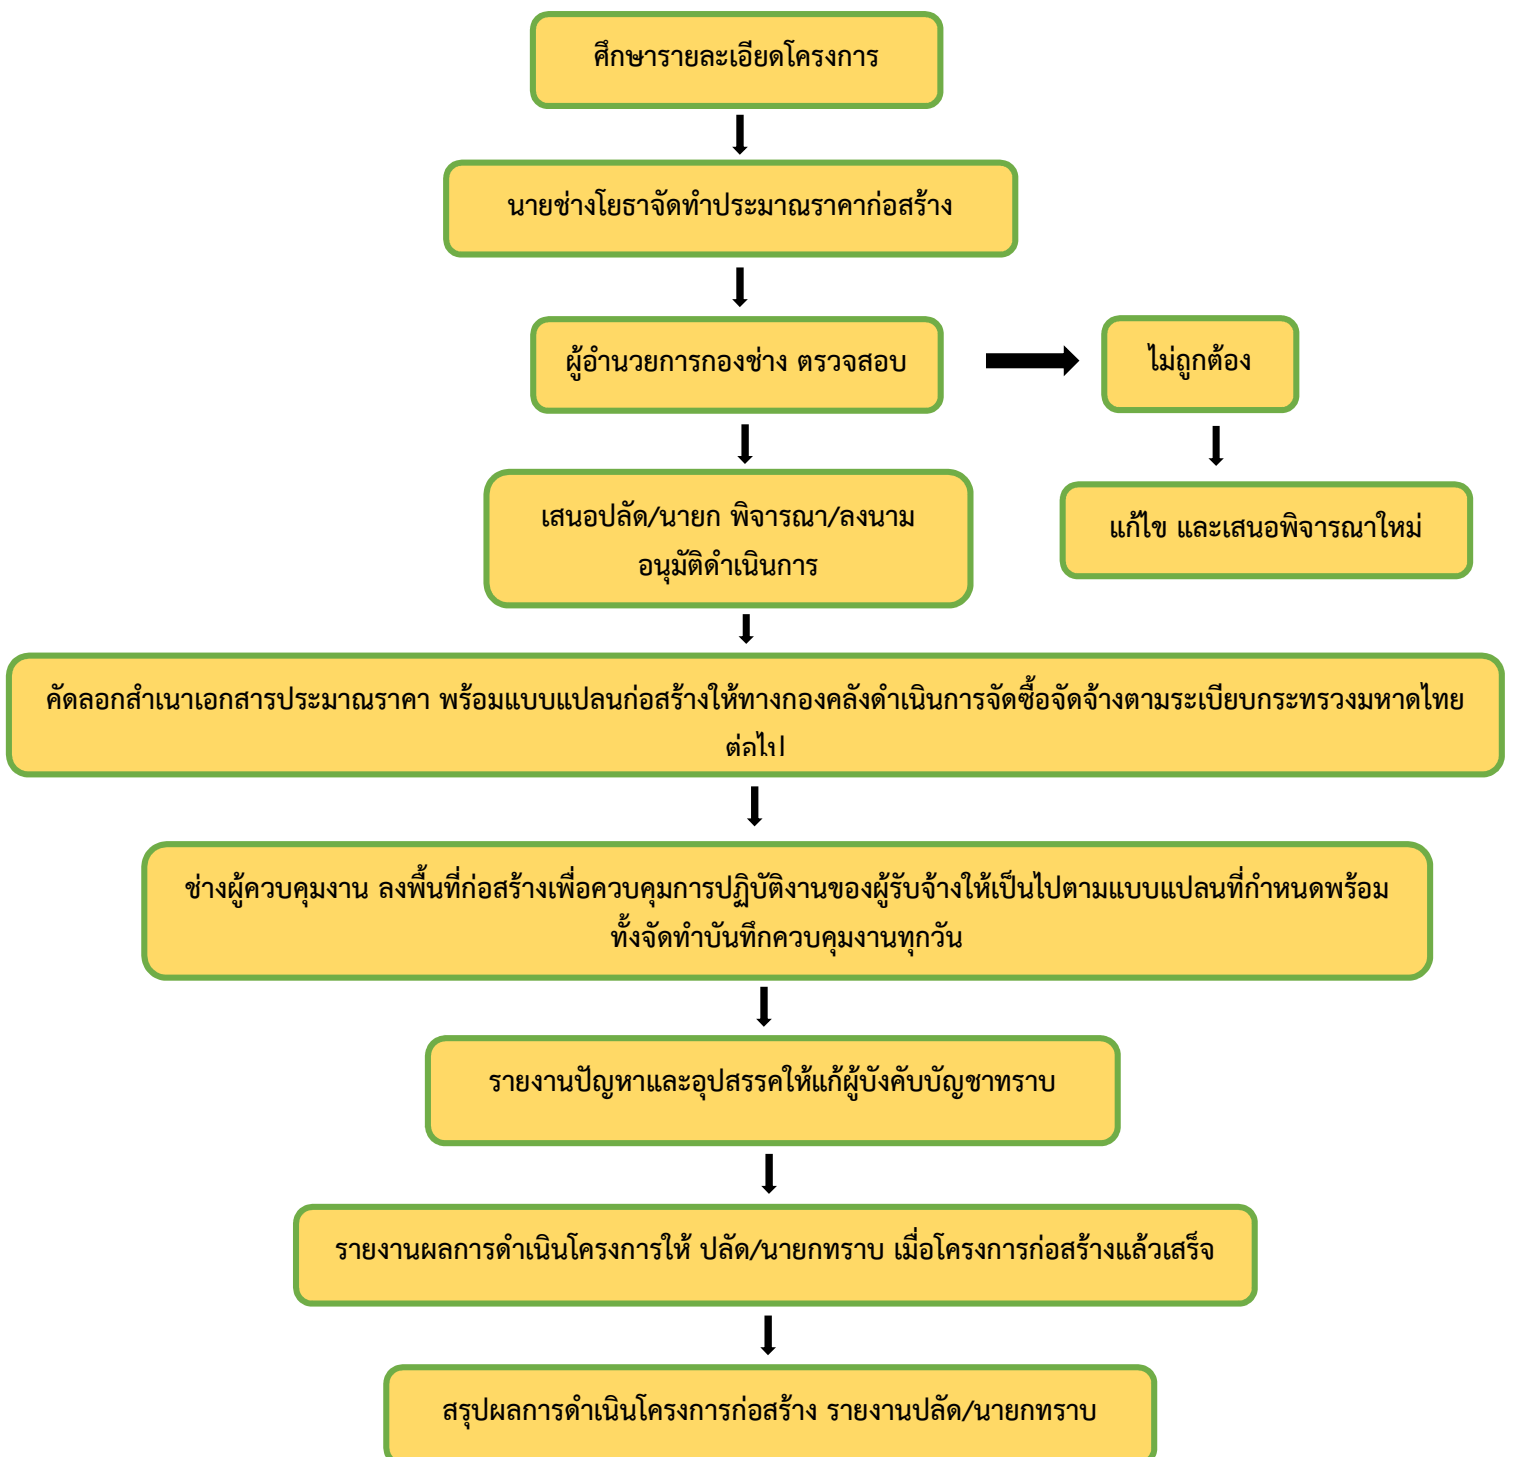 ศึกษารายละเอียดโครงการ
นายช่างโยธาจัดทำประมาณราคาก่อสร้าง
ผู้อำนวยการกองช่าง ตรวจสอบ
ไม่ถูกต้อง
เสนอปลัด/นายก พิจารณา/ลงนาม
อนุมัติดำเนินการ
แก้ไข และเสนอพิจารณาใหม่
คัดลอกสำเนาเอกสารประมาณราคา พร้อมแบบแปลนก่อสร้างให้ทางกองคลังดำเนินการจัดซื้อจัดจ้างตามระเบียบกระทรวงมหาดไทย
ต่อไป
ช่างผู้ควบคุมงาน ลงพื้นที่ก่อสร้างเพื่อควบคุมการปฏิบัติงานของผู้รับจ้างให้เป็นไปตามแบบแปลนที่กำหนดพร้อม
ทั้งจัดทำบันทึกควบคุมงานทุกวัน
รายงานปัญหาและอุปสรรคให้แก้ผู้บังคับบัญชาทราบ
รายงานผลการดำเนินโครงการให้ ปลัด/นายกทราบ เมื่อโครงการก่อสร้างแล้วเสร็จ
สรุปผลการดำเนินโครงการก่อสร้าง รายงานปลัด/นายกทราบ